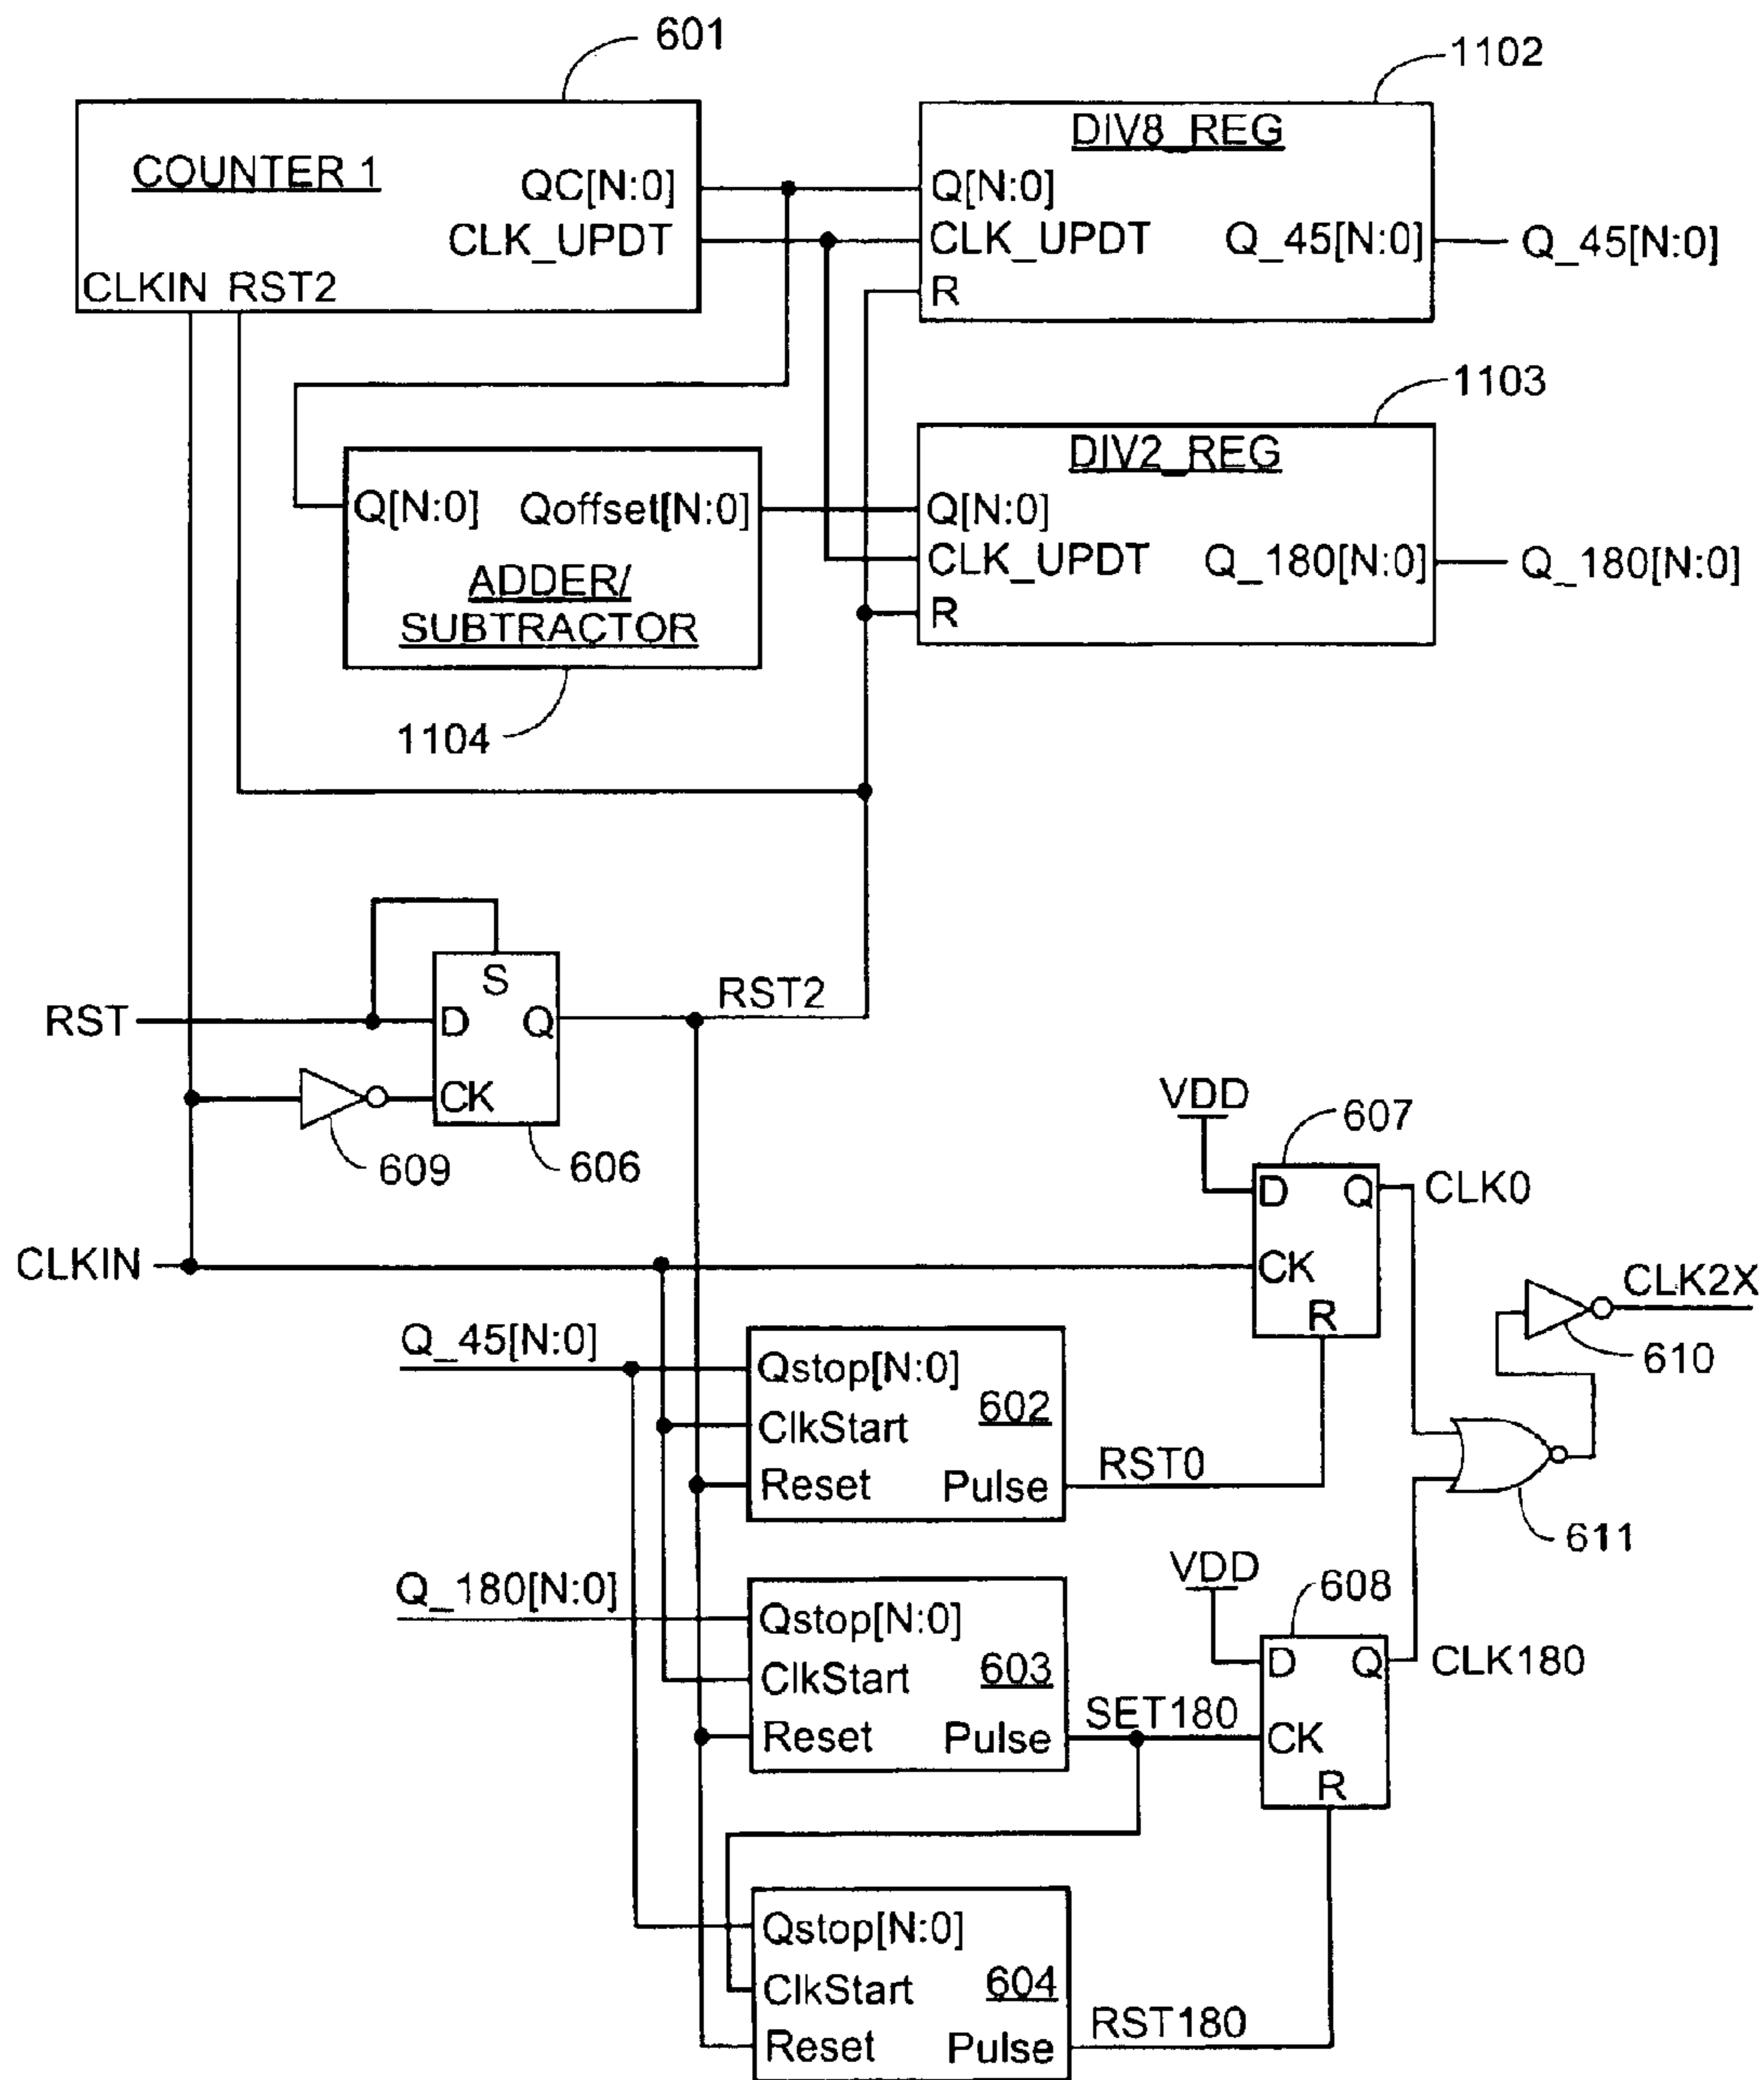 601
1102
COUNTER 1
QC[N:0]
CLK_UPDT
CLKIN RST2
DIV8_REG
Q[N:0]
CLK_UPDT
R
Q_45[N:0]
Q_45[N:0]
1103
DIV2_REG
Q[N:0]
CLK_UPDT
R
Q_180[N:0]
Q_180[N:0]
Q[N:0] Qoffset[N:0]
ADDER/
SUBTRACTOR
1104
RST
S
D Q
CK
RST2
609
606
CLKIN
VDD
607
D Q
CK
R
CLK0
CLK2X
610
Q_45[N:0]
Qstop[N:0]
602
ClkStart
Reset Pulse
RST0
611
VDD
608
Q_180[N:0]
Qstop[N:0]
603
ClkStart
Reset Pulse
SET180
D Q
CK
R
CLK180
Qstop[N:0]
604
ClkStart
Reset Pulse
RST180